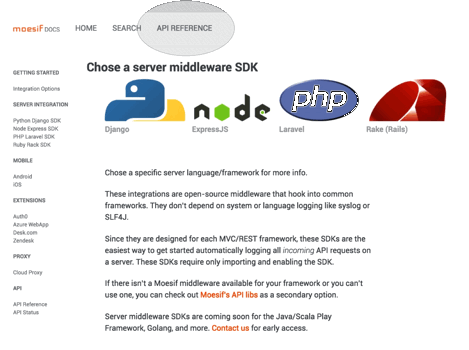 moesif DOCS HOME SEARCH API REFERENCE
GETTING STARTED
Integration Options
SERVER INTEGRATION
Python Django SDK
Node Express SDK
PHP Laravel SDK
Ruby Rack SDK
MOBILE
Android
iOS
EXTENSIONS
Auth0
Azure WebApp
Desk.com
Zendesk
PROXY
Cloud Proxy
API
API Reference
API Status
Chose a server middleware SDK
node php
Django ExpressJS Laravel Rake (Rails)
Chose a specific server language/framework for more info.
These integrations are open-source middleware that hook into common
frameworks. They don't depend on system or language logging like syslog or
SLF4J.
Since they are designed for each MVC/REST framework, these SDKs are the
easiest way to get started automatically logging all incoming API requests on
a server. These SDKs require only importing and enabling the SDK.
If there isn't a Moesif middleware available for your framework or you can't
use one, you can check out Moesif's API libs as a secondary option.
Server middleware SDKs are coming soon for the Java/Scala Play
Framework, Golang, and more. Contact us for early access.